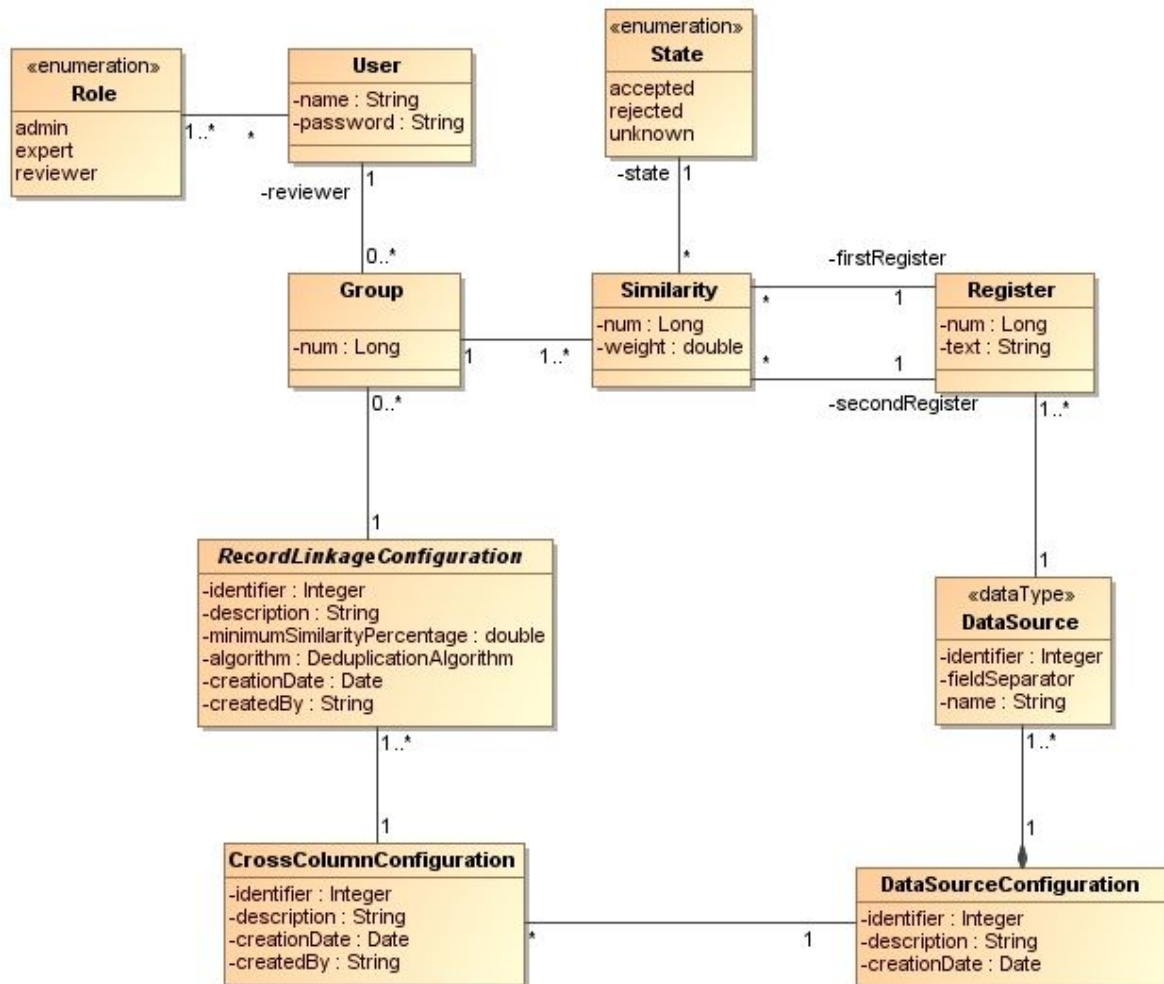 «enumeration»
Role
admin
expert
reviewer
1..*
*
User
-name : String
-password : String
-reviewer
1
0..*
«enumeration»
State
accepted
rejected
unknown
-state
1
*
Group
-num : Long
1
1..*
Similarity
-num : Long
-weight : double
-firstRegister
*
1
*
1
-secondRegister
Register
-num : Long
-text : String
1..*
1
0..*
1
RecordLinkageConfiguration
-identifier : Integer
-description : String
-minimumSimilarityPercentage : double
-algorithm : DeduplicationAlgorithm
-creationDate : Date
-createdBy : String
1..*
1
«dataType»
DataSource
-identifier : Integer
-fieldSeparator
-name : String
1..*
1
CrossColumnConfiguration
-identifier : Integer
-description : String
-creationDate : Date
-createdBy : String
*
1
DataSourceConfiguration
-identifier : Integer
-description : String
-creationDate : Date